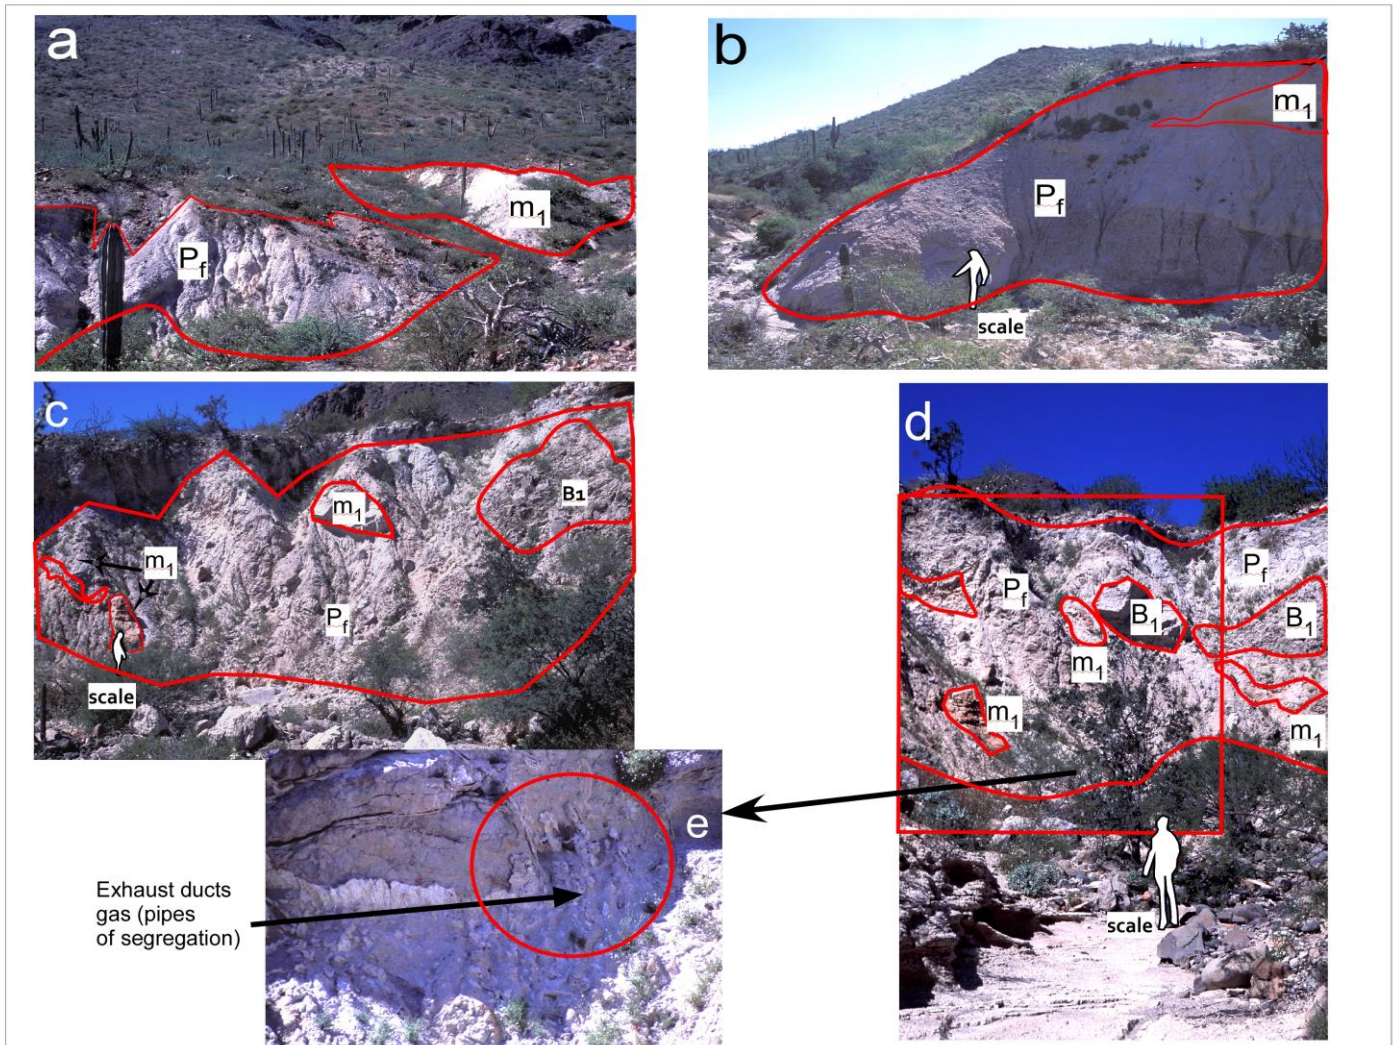 a
m1
Pf
b
m1
Pf
scale
c
m1
B1
m1
Pf
scale
d
Pf
Pf
B1
B1
m1
m1
m1
scale
e
Exhaust ducts
gas (pipes
of segregation)